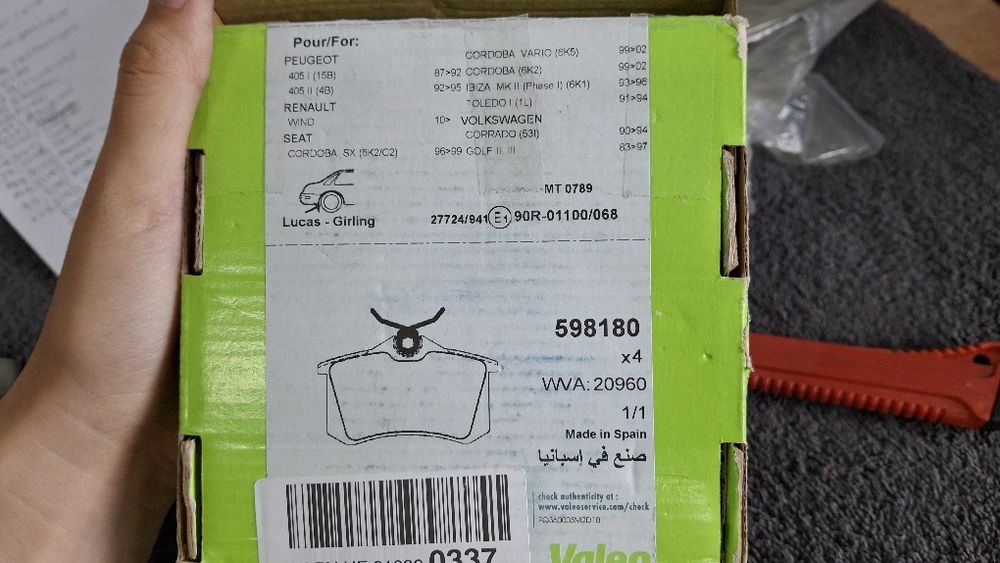 Pour/For:
PEUGEOT
405 I (15B) 87>92
405 II (4B) 92>95
RENAULT
WIND 10>
SEAT
CORDOBA SX (6K2/C2) 96>99
CORDOBA VARIO (6K5) 99>02
CORDOBA (6K2) 99>02
IBIZA MK II (Phase I) (6K1) 93>96
TOLEDO I (1L) 91>94
VOLKSWAGEN
CORRADO (53I) 90>94
GOLF II, III 83>97
MT 0789
Lucas - Girling
27724/941 E1 90R-01100/068
598180
x4
WVA: 20960
1/1
Made in Spain
صنع في إسبانيا
check authenticity at :
www.valeoservice.com/check
0337
Valeo